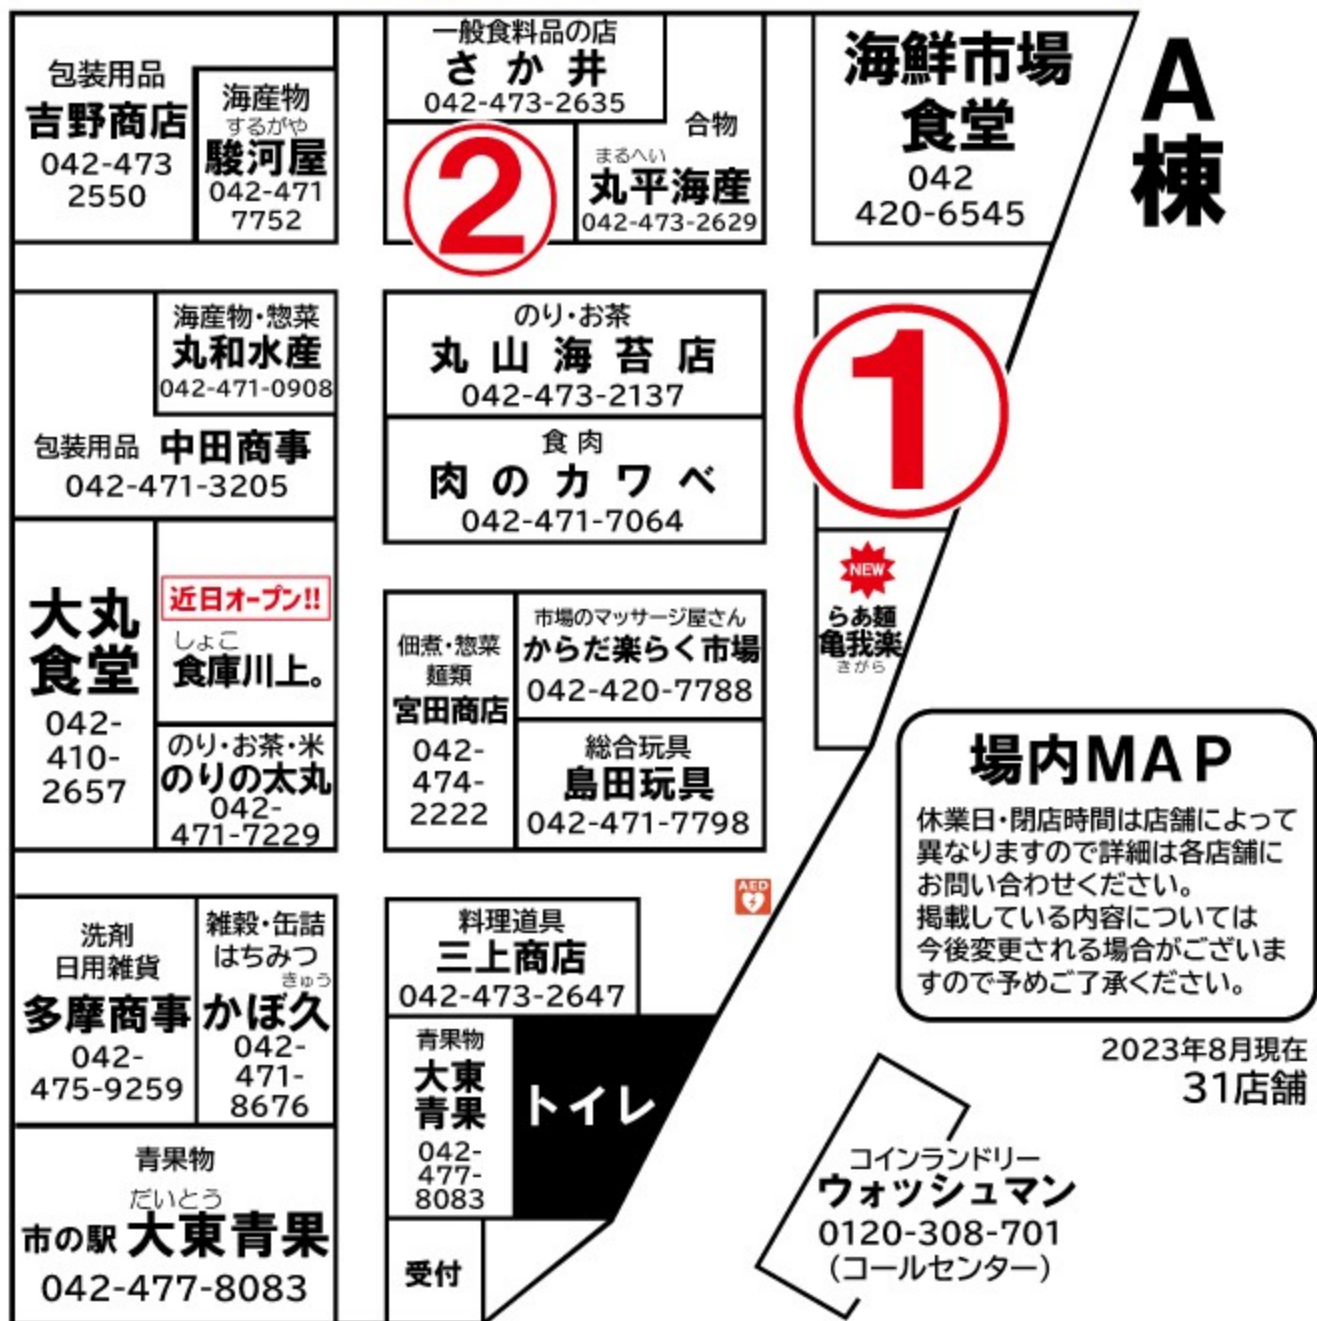 包装用品
吉野商店
042-473
2550
海産物
するがや
駿河屋
042-471
7752
一般食料品の店
さか井
042-473-2635
2
合物
まるへい
丸平海産
042-473-2629
海鮮市場
食堂
042
420-6545
A
棟
海産物・惣菜
丸和水産
042-471-0908
包装用品 中田商事
042-471-3205
のり・お茶
丸山海苔店
042-473-2137
食肉
肉のカワベ
042-471-7064
1
大丸
食堂
042-
410-
2657
近日オープン!!
しょこ
食庫川上。
のり・お茶・米
のりの太丸
042-
471-7229
佃煮・惣菜
麺類
宮田商店
042-
474-
2222
市場のマッサージ屋さん
からだ楽らく市場
042-420-7788
総合玩具
島田玩具
042-471-7798
NEW
らあ麺
亀我楽
きがら
場内MAP
休業日・閉店時間は店舗によって
異なりますので詳細は各店舗に
お問い合わせください。
掲載している内容については
今後変更される場合がございま
すので予めご了承ください。
2023年8月現在
31店舗
AED
洗剤
日用雑貨
多摩商事
042-
475-9259
雑穀・缶詰
はちみつ
きゅう
かぼ久
042-
471-
8676
料理道具
三上商店
042-473-2647
青果物
大東
青果
042-
477-
8083
トイレ
青果物
だいとう
市の駅 大東青果
042-477-8083
受付
コインランドリー
ウォッシュマン
0120-308-701
(コールセンター)